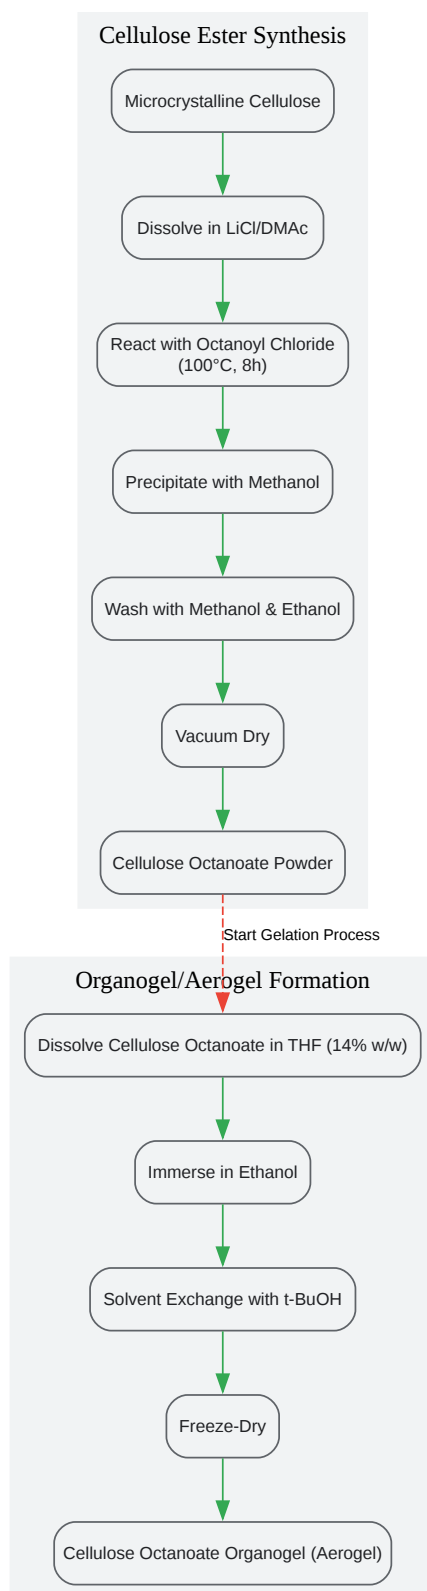 Cellulose Ester Synthesis
Microcrystalline Cellulose
Dissolve in LiCl/DMAc
React with Octanoyl Chloride
(100°C, 8h)
Precipitate with Methanol
Wash with Methanol & Ethanol
Vacuum Dry
Cellulose Octanoate Powder
Start Gelation Process
Organogel/Aerogel Formation
Dissolve Cellulose Octanoate in THF (14% w/w)
Immerse in Ethanol
Solvent Exchange with t-BuOH
Freeze-Dry
Cellulose Octanoate Organogel (Aerogel)